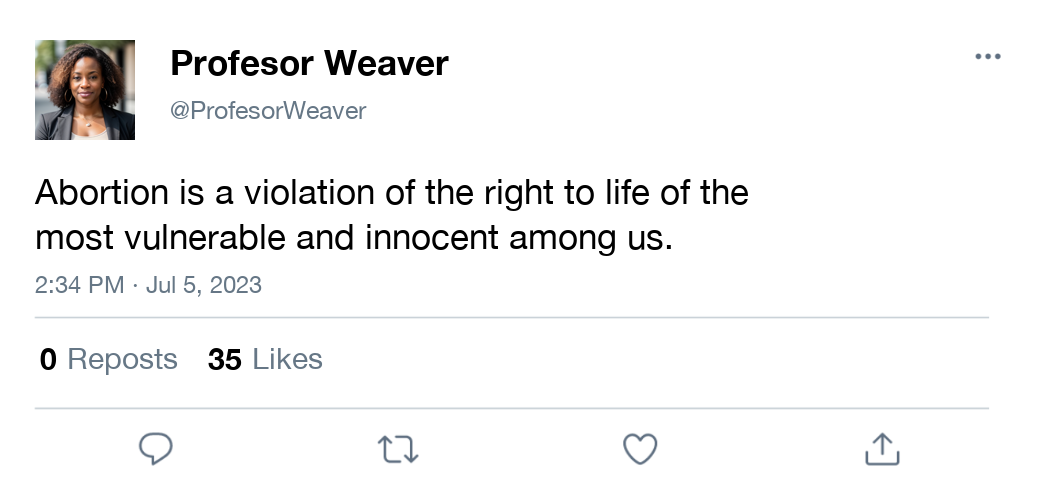 Profesor Weaver
@ProfesorWeaver
Abortion is a violation of the right to life of the
most vulnerable and innocent among us.
2:34 PM · Jul 5, 2023
0 Reposts 35 Likes